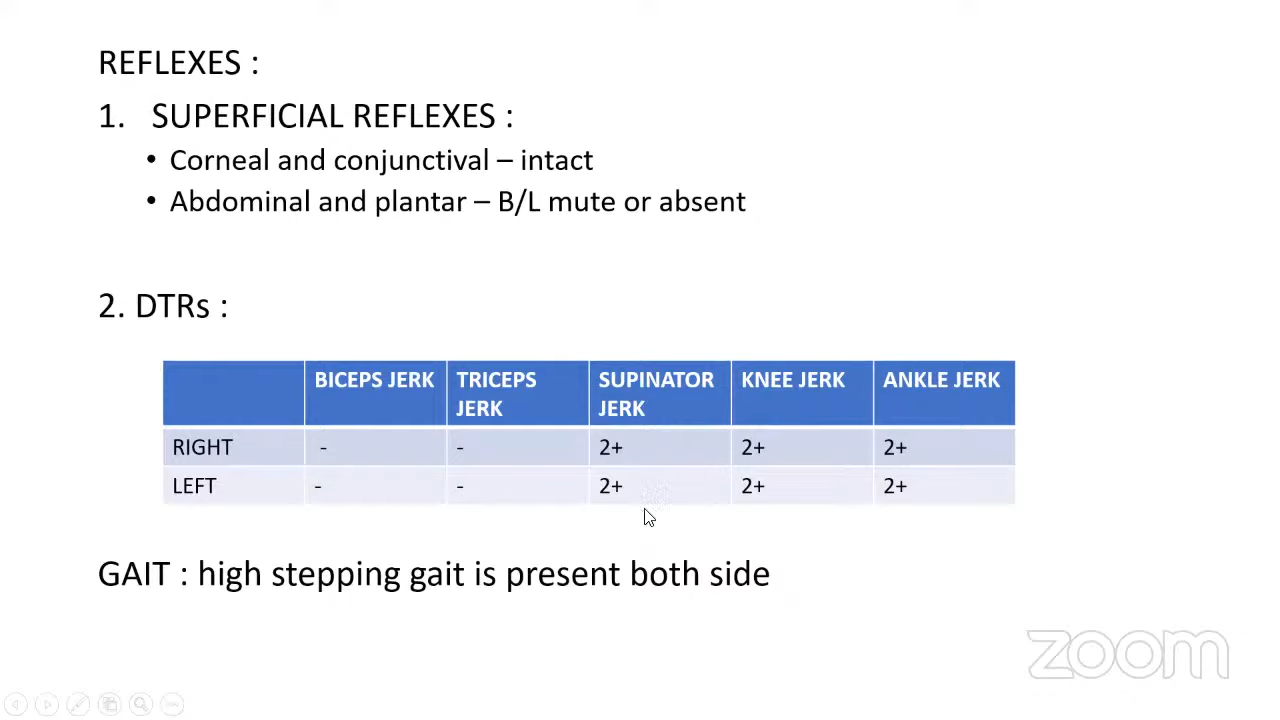 REFLEXES :
1. SUPERFICIAL REFLEXES :
• Corneal and conjunctival – intact
• Abdominal and plantar – B/L mute or absent
2. DTRs :
BICEPS JERK TRICEPS JERK SUPINATOR JERK KNEE JERK ANKLE JERK
RIGHT - - 2+ 2+ 2+
LEFT - - 2+ 2+ 2+
GAIT : high stepping gait is present both side
zoom